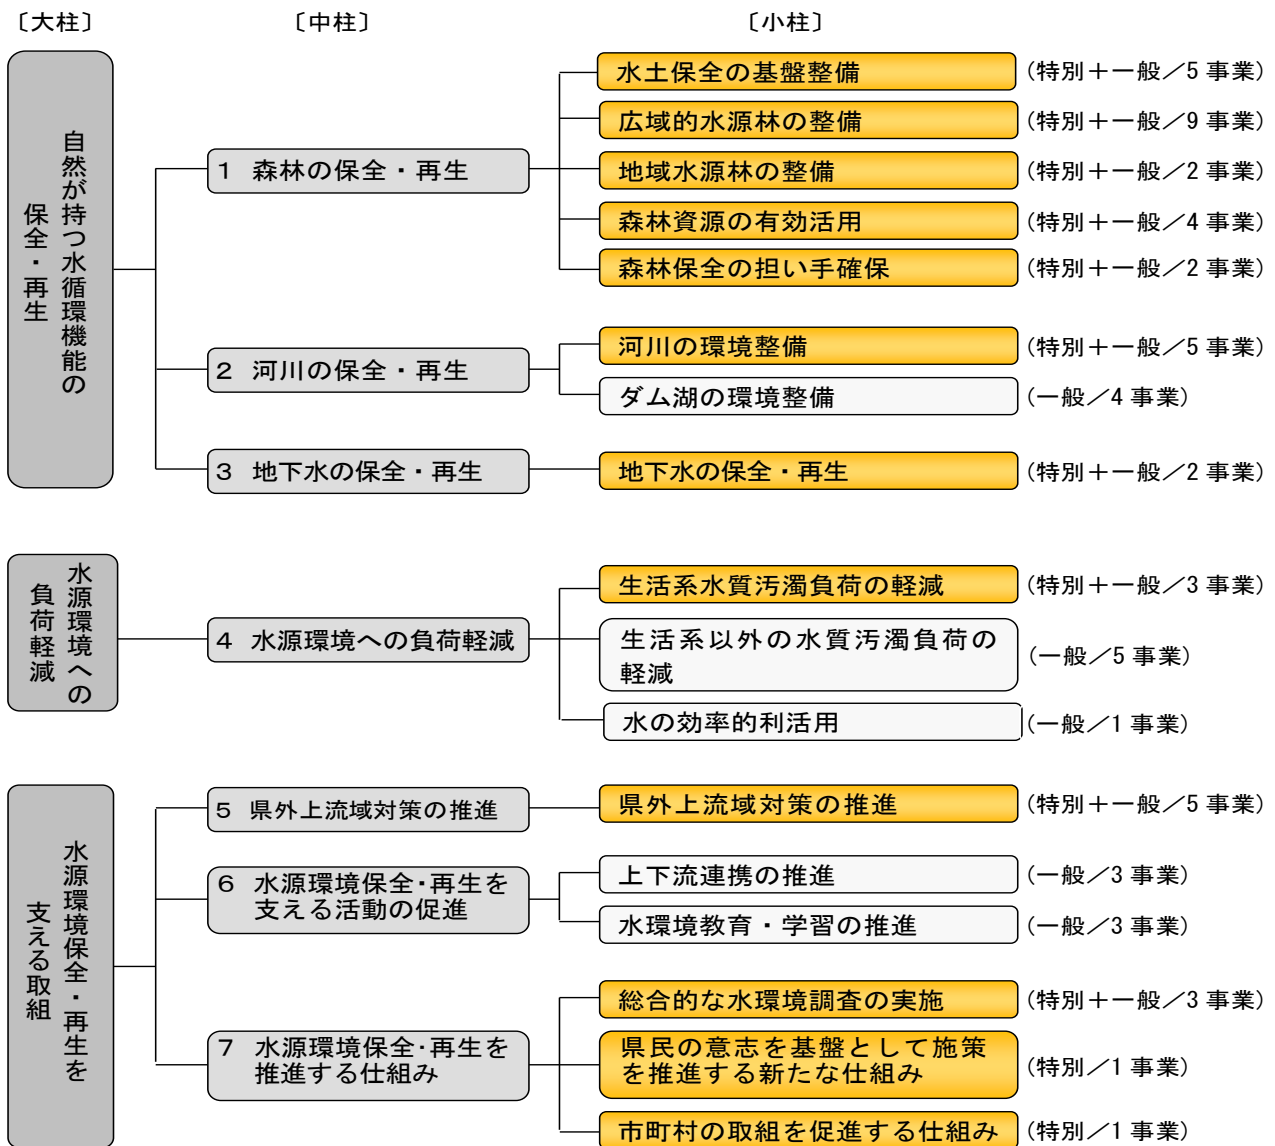 〔大柱〕
〔中柱〕
〔小柱〕
自然が持つ水循環機能の
保全・再生
1 森林の保全・再生
水土保全の基盤整備
(特別＋一般／5 事業)
広域的水源林の整備
(特別＋一般／9 事業)
地域水源林の整備
(特別＋一般／2 事業)
森林資源の有効活用
(特別＋一般／4 事業)
森林保全の担い手確保
(特別＋一般／2 事業)
2 河川の保全・再生
河川の環境整備
(特別＋一般／5 事業)
ダム湖の環境整備
(一般／4 事業)
3 地下水の保全・再生
地下水の保全・再生
(特別＋一般／2 事業)
水源環境への
負荷軽減
4 水源環境への負荷軽減
生活系水質汚濁負荷の軽減
(特別＋一般／3 事業)
生活系以外の水質汚濁負荷の
軽減
(一般／5 事業)
水の効率的利活用
(一般／1 事業)
水源環境保全・再生を
支える取組
5 県外上流域対策の推進
県外上流域対策の推進
(特別＋一般／5 事業)
6 水源環境保全･再生を
支える活動の促進
上下流連携の推進
(一般／3 事業)
水環境教育・学習の推進
(一般／3 事業)
7 水源環境保全･再生を
推進する仕組み
総合的な水環境調査の実施
(特別＋一般／3 事業)
県民の意志を基盤として施策
を推進する新たな仕組み
(特別／1 事業)
市町村の取組を促進する仕組み
(特別／1 事業)